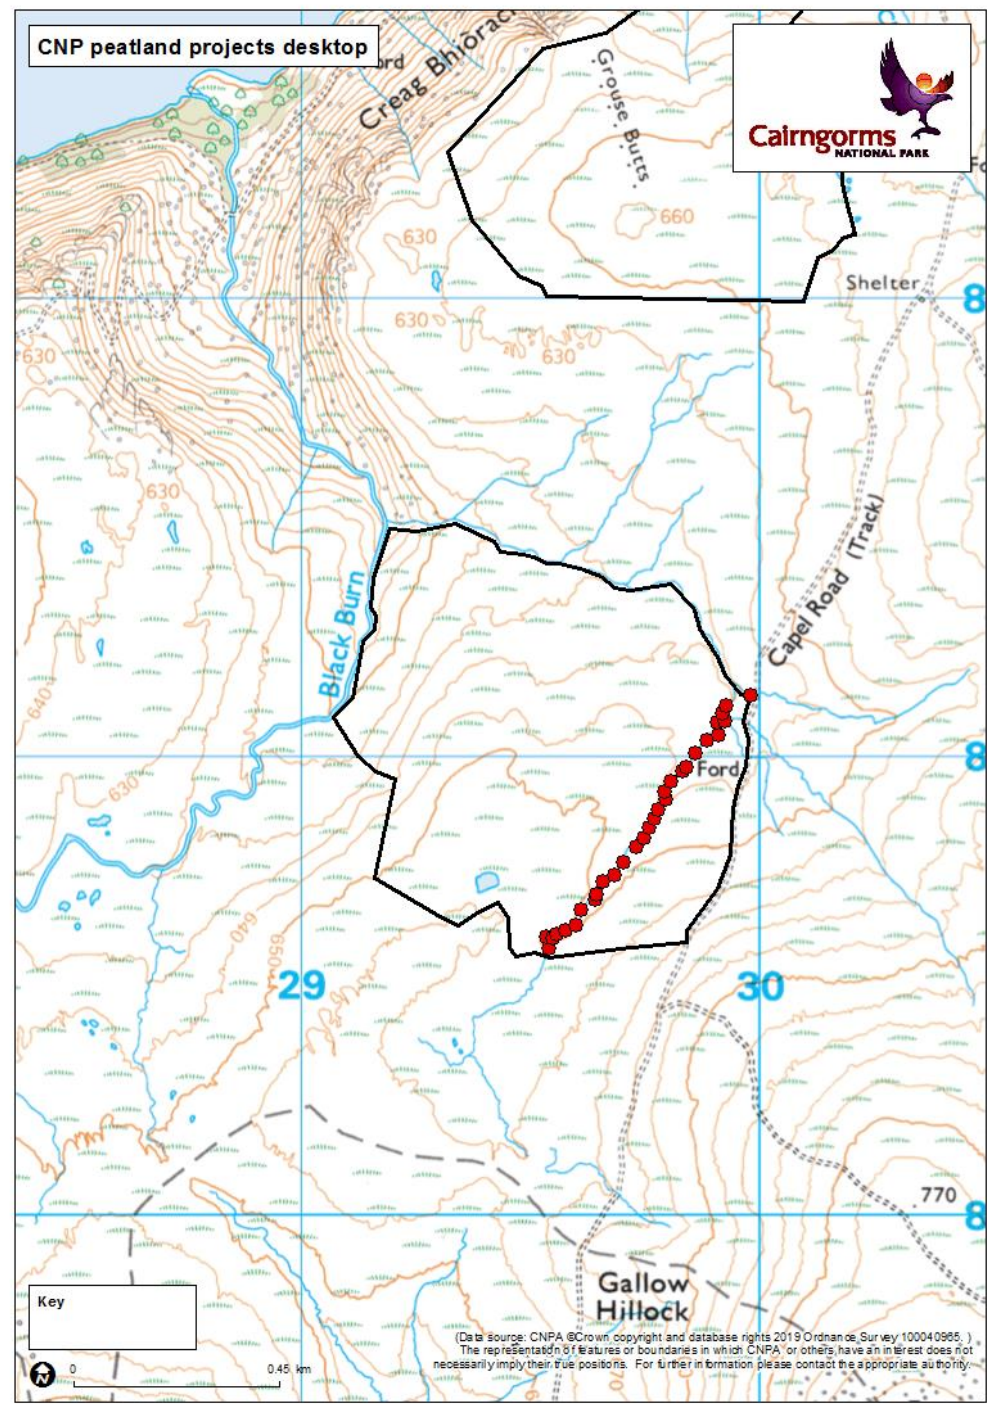 CNP peatland projects desktop
ord
Creag Bhiorach
Grouse Butts
Cairngorms
NATIONAL PARK
Fo
660
630
Shelter
8
630
630
630
630
Capel Road (Track)
Black Burn
640
Ford
8
630
640
650
29
30
770
8
Gallow
Hillock
Key
(Data source: CNPA ©Crown copyright and database rights 2019 Ordnance Survey 100040965. )
The representation of features or boundaries in which CNPA or others have an interest does not
necessarily imply their true positions. For further information please contact the appropriate authority.
N
0
0.45 km